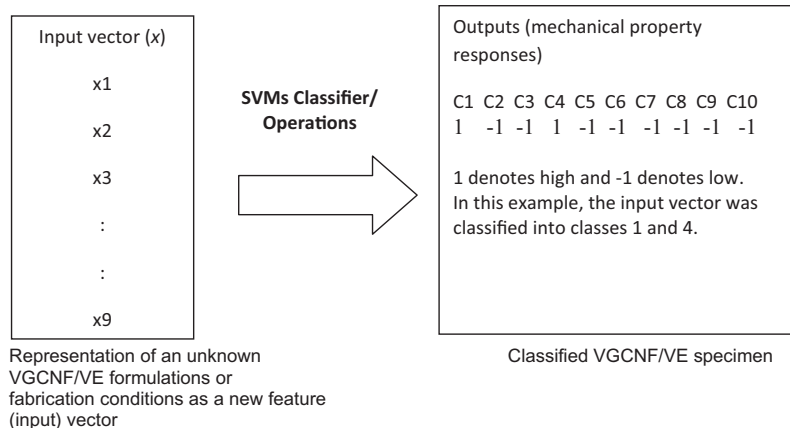 Input vector (x)
x1
x2
x3
:
:
x9
Representation of an unknown
VGCNF/VE formulations or
fabrication conditions as a new feature
(input) vector
SVMs Classifier/
Operations
Outputs (mechanical property
responses)
C1 C2 C3 C4 C5 C6 C7 C8 C9 C10
1 -1 -1 1 -1 -1 -1 -1 -1 -1
1 denotes high and -1 denotes low.
In this example, the input vector was
classified into classes 1 and 4.
Classified VGCNF/VE specimen